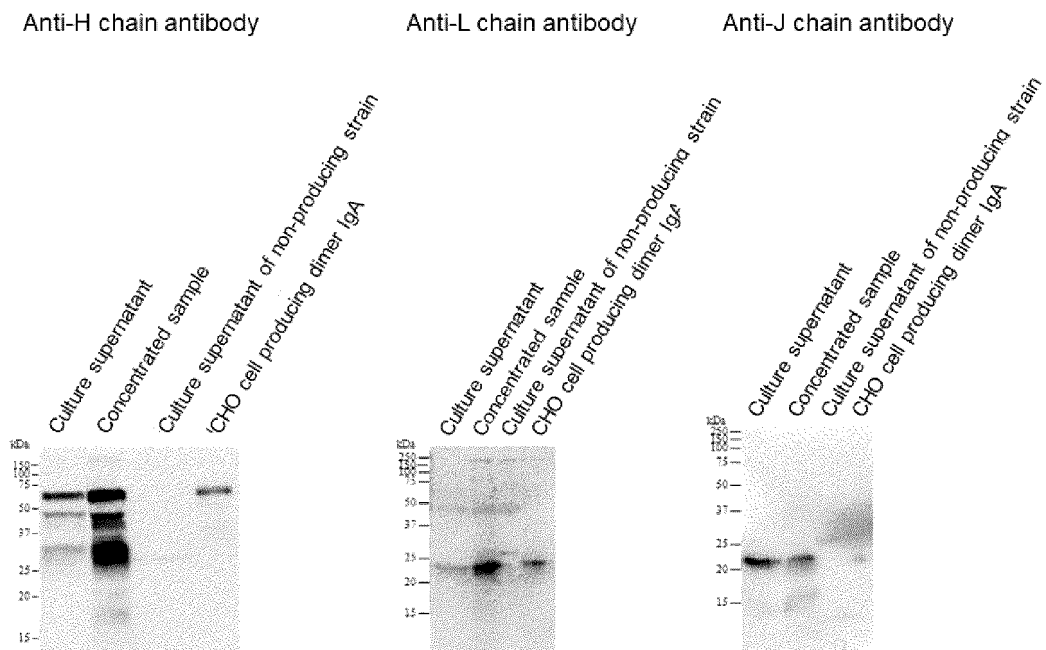 Anti-H chain antibody
Anti-L chain antibody
Anti-J chain antibody
Culture supernatant
Concentrated sample
Culture supernatant of non-producing strain
CHO cell producing dimer IgA
Culture supernatant
Concentrated sample
Culture supernatant of non-producing strain
CHO cell producing dimer IgA
Culture supernatant
Concentrated sample
Culture supernatant of non-producing strain
CHO cell producing dimer IgA
kDa
150
100
75
50
37
25
20
15
kDa
250
150
100
75
50
37
25
20
15
kDa
250
150
100
75
50
37
25
20
15